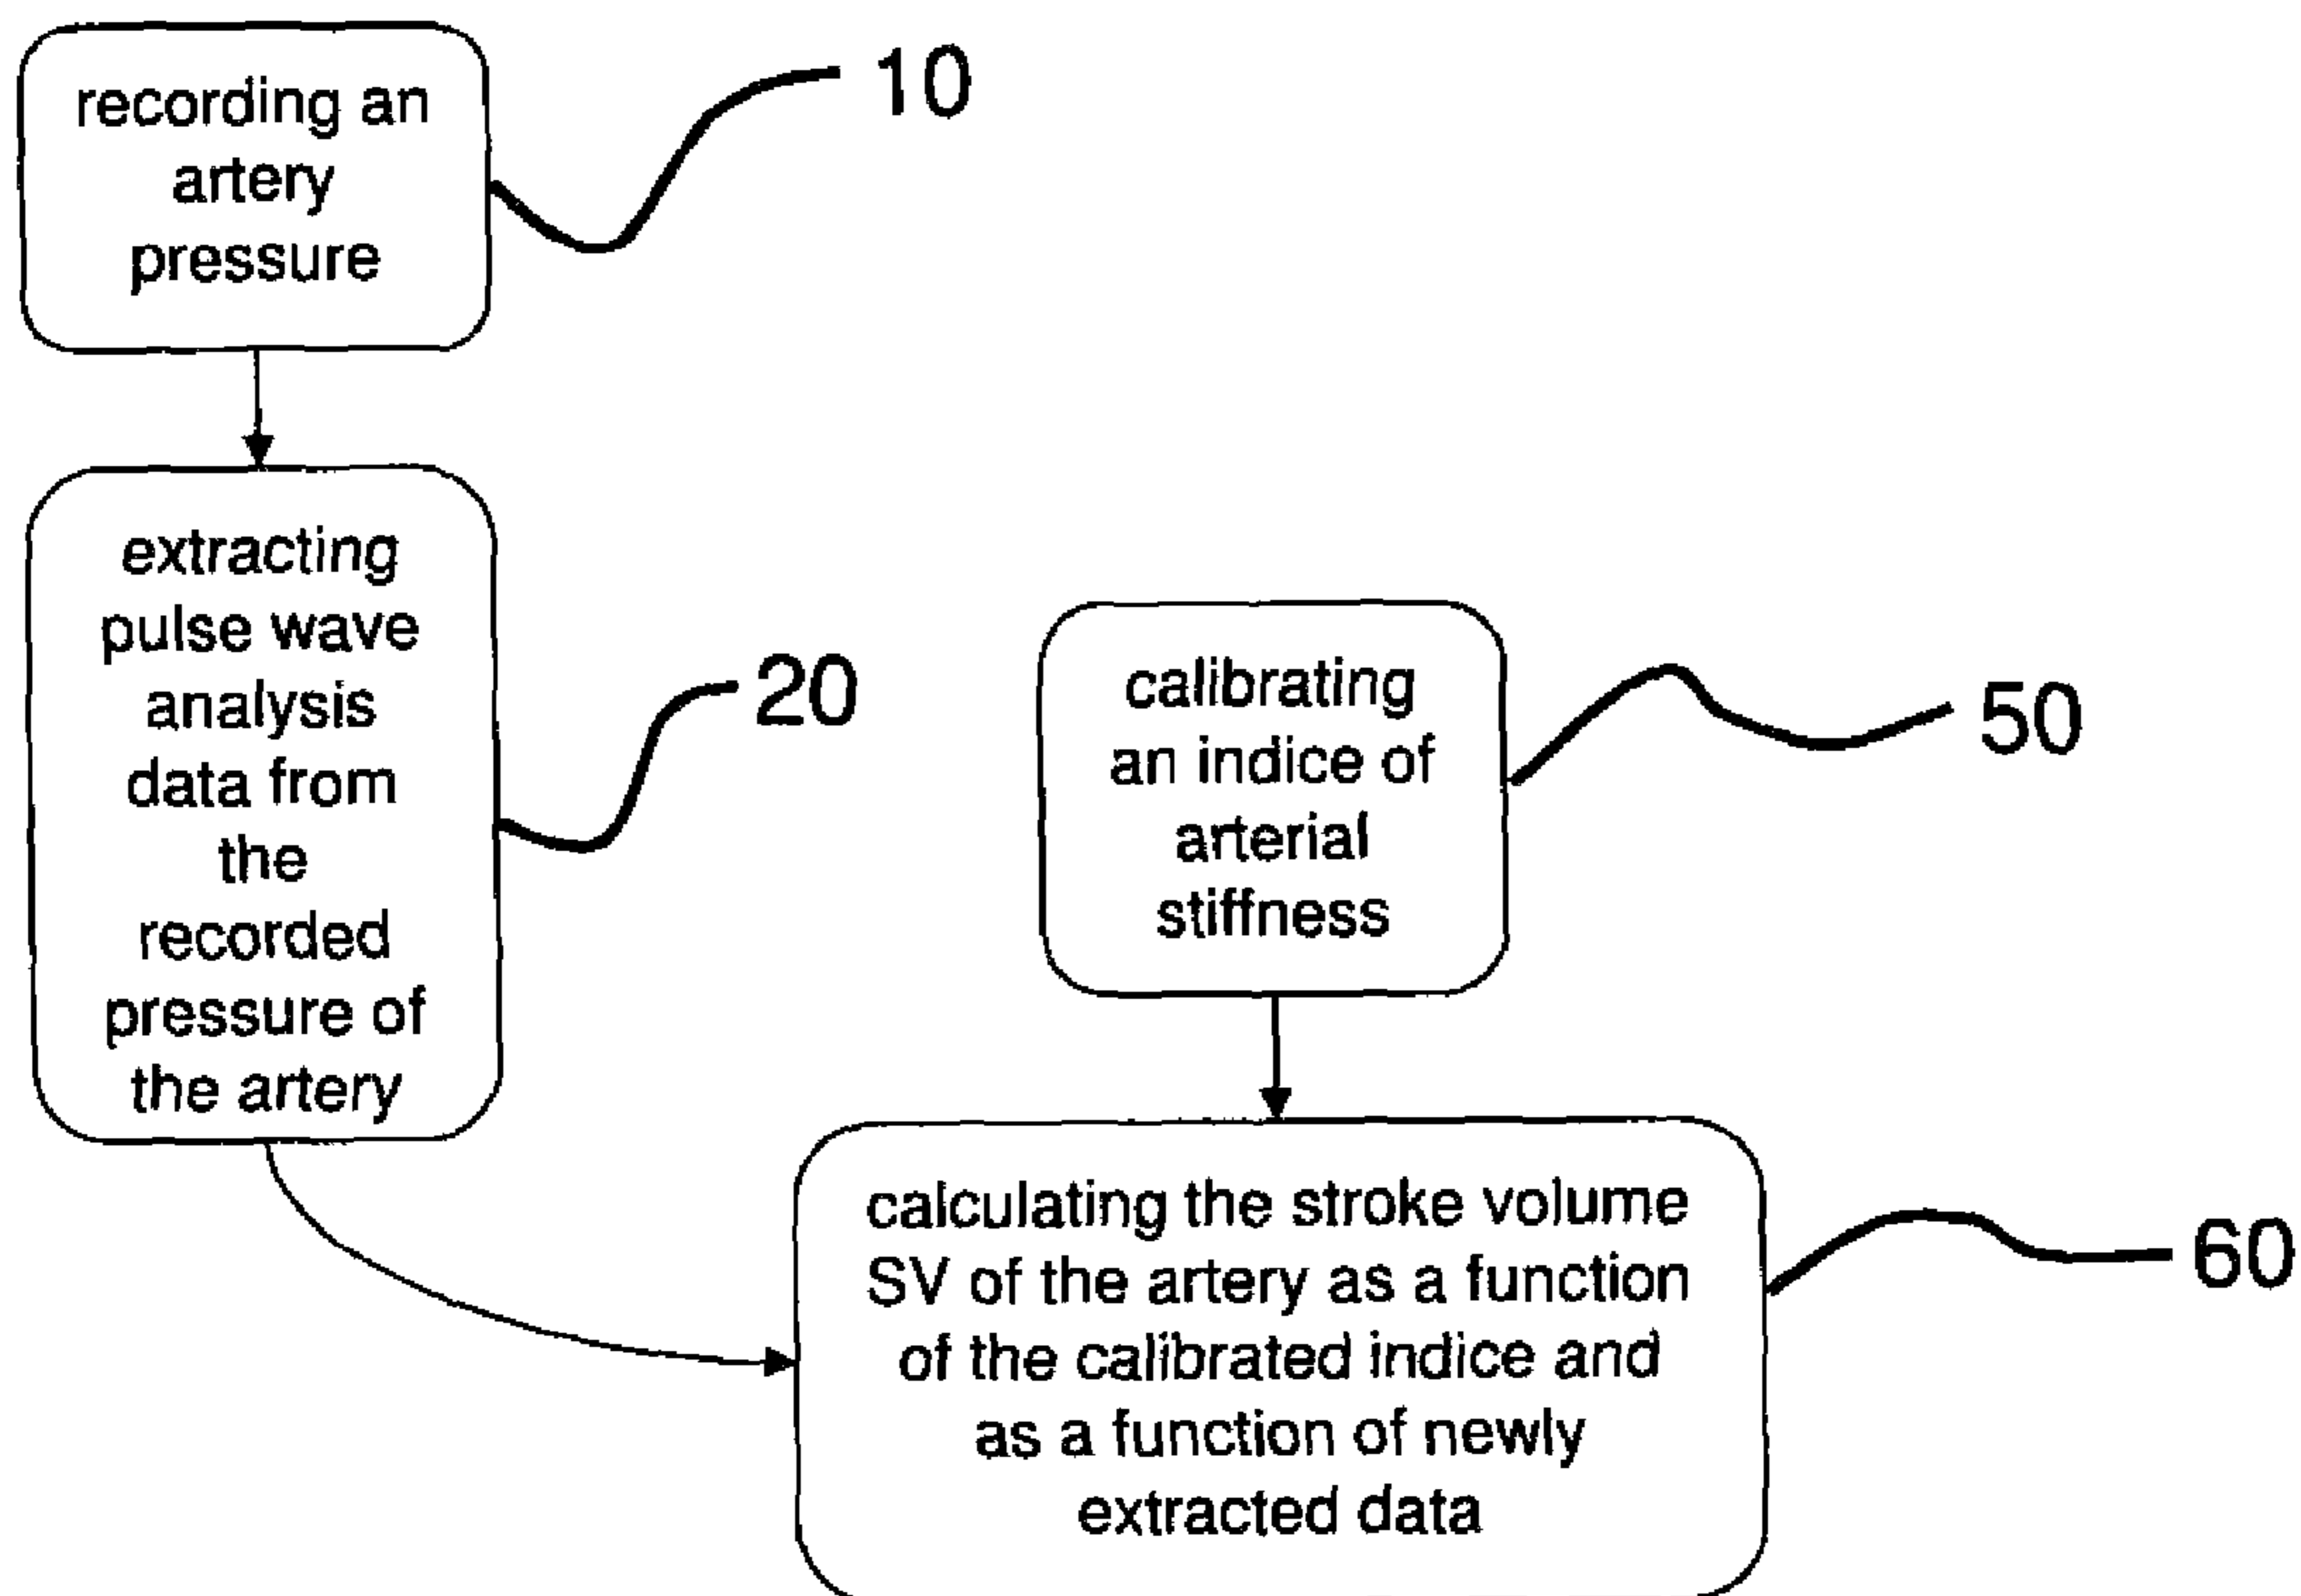 recording an
artery
pressure
10
extracting
pulse wave
analysis
data from
the
recorded
pressure of
the artery
20
calibrating
an indice of
arterial
stiffness
50
calculating the stroke volume
SV of the artery as a function
of the calibrated indice and
as a function of newly
extracted data
60